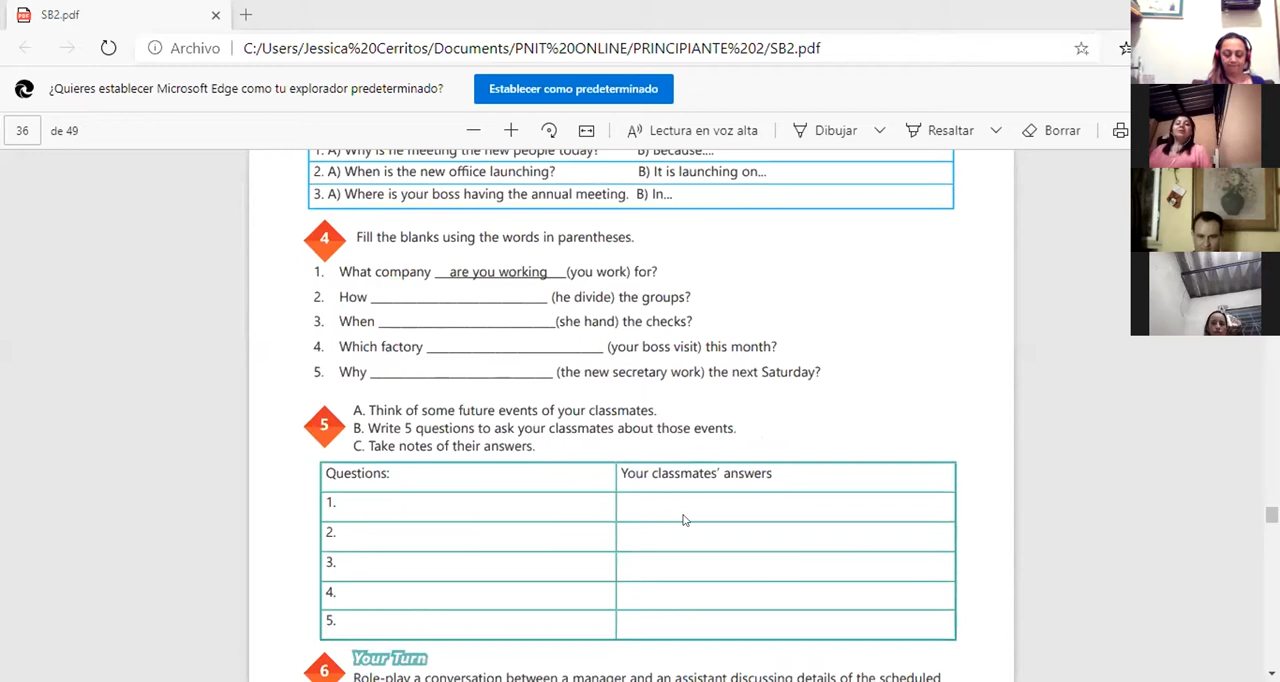 SB2.pdf
Archivo C:/Users/Jessica%20Cerritos/Documents/PNIT%20ONLINE/PRINCIPIANTE%202/SB2.pdf
¿Quieres establecer Microsoft Edge como tu explorador predeterminado? Establecer como predeterminado
36 de 49 Lectura en voz alta Dibujar Resaltar Borrar
1. A) Why is he meeting the new people today? B) Because....
2. A) When is the new office launching? B) It is launching on...
3. A) Where is your boss having the annual meeting. B) In...
4 Fill the blanks using the words in parentheses.
1. What company __are you working___(you work) for?
2. How _________________________ (he divide) the groups?
3. When _________________________(she hand) the checks?
4. Which factory _________________________ (your boss visit) this month?
5. Why __________________________ (the new secretary work) the next Saturday?
5 A. Think of some future events of your classmates.
B. Write 5 questions to ask your classmates about those events.
C. Take notes of their answers.
Questions: Your classmates' answers
1.
2.
3.
4.
5.
6 Your Turn
Role-play a conversation between a manager and an assistant discussing details of the scheduled